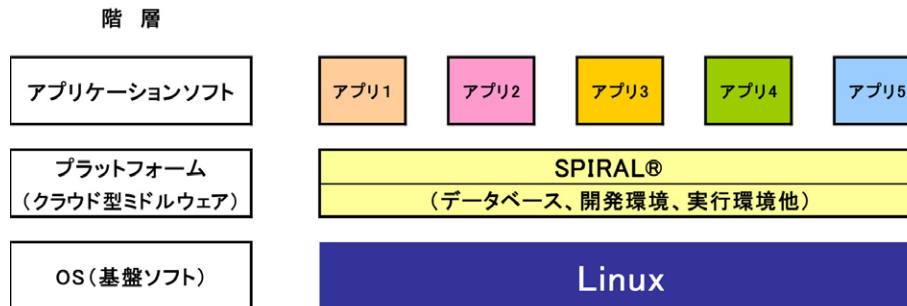 階 層
アプリケーションソフト
アプリ1
アプリ2
アプリ3
アプリ4
アプリ5
プラットフォーム
(クラウド型ミドルウェア)
SPIRAL®
(データベース、開発環境、実行環境他)
OS(基盤ソフト)
Linux